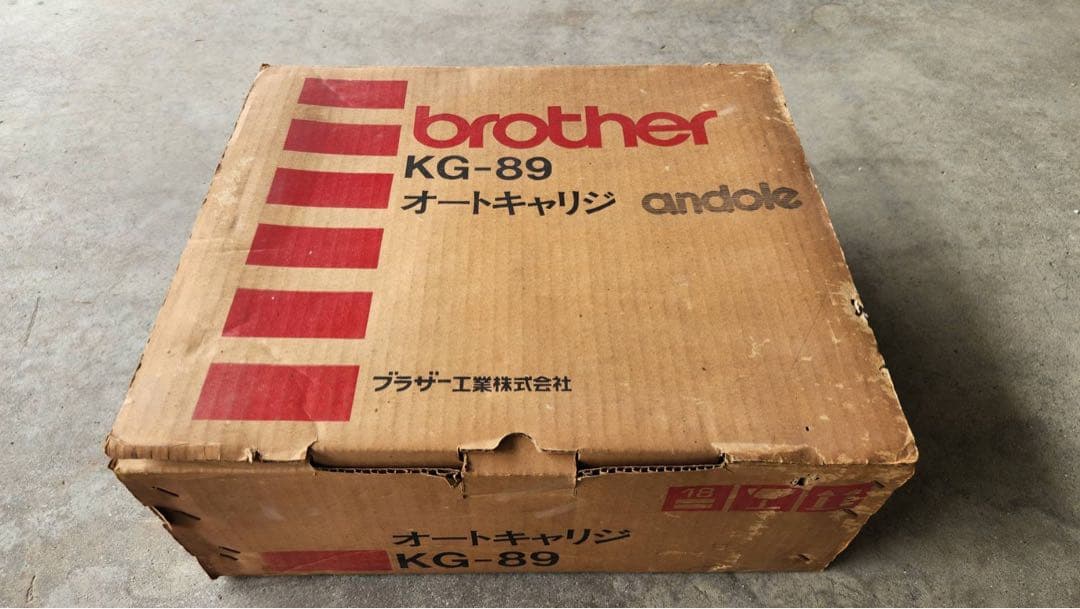 brother
KG-89
オートキャリジ andole
ブラザー工業株式会社
18
オートキャリジ
KG-89